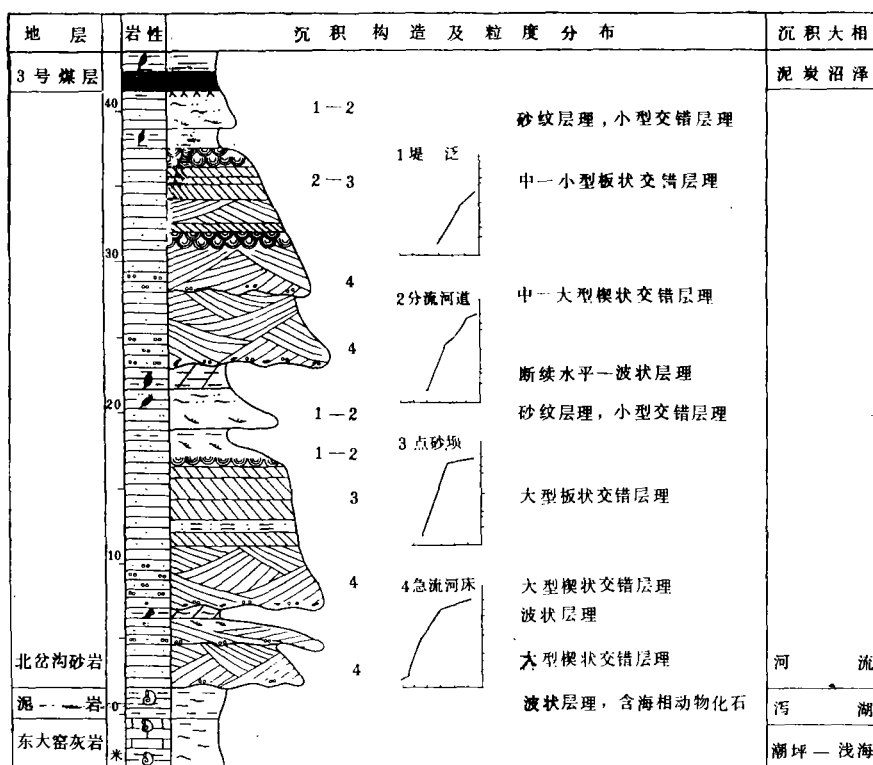 地层 岩性 沉积构造及粒度分布 沉积大相
3号煤层 泥炭沼泽
40 1—2 砂纹层理，小型交错层理
1堤泛
2—3 中—小型板状交错层理
30
4 中—大型楔状交错层理
2分流河道
4
断续水平—波状层理
20 1—2 砂纹层理，小型交错层理
1—2
3点砂坝
3 大型板状交错层理
10
4 4急流河床 大型楔状交错层理
波状层理
北岔沟砂岩 4 大型楔状交错层理 河流
泥岩 0 波状层理，含海相动物化石 泻湖
东大窑灰岩 米 潮坪—浅海